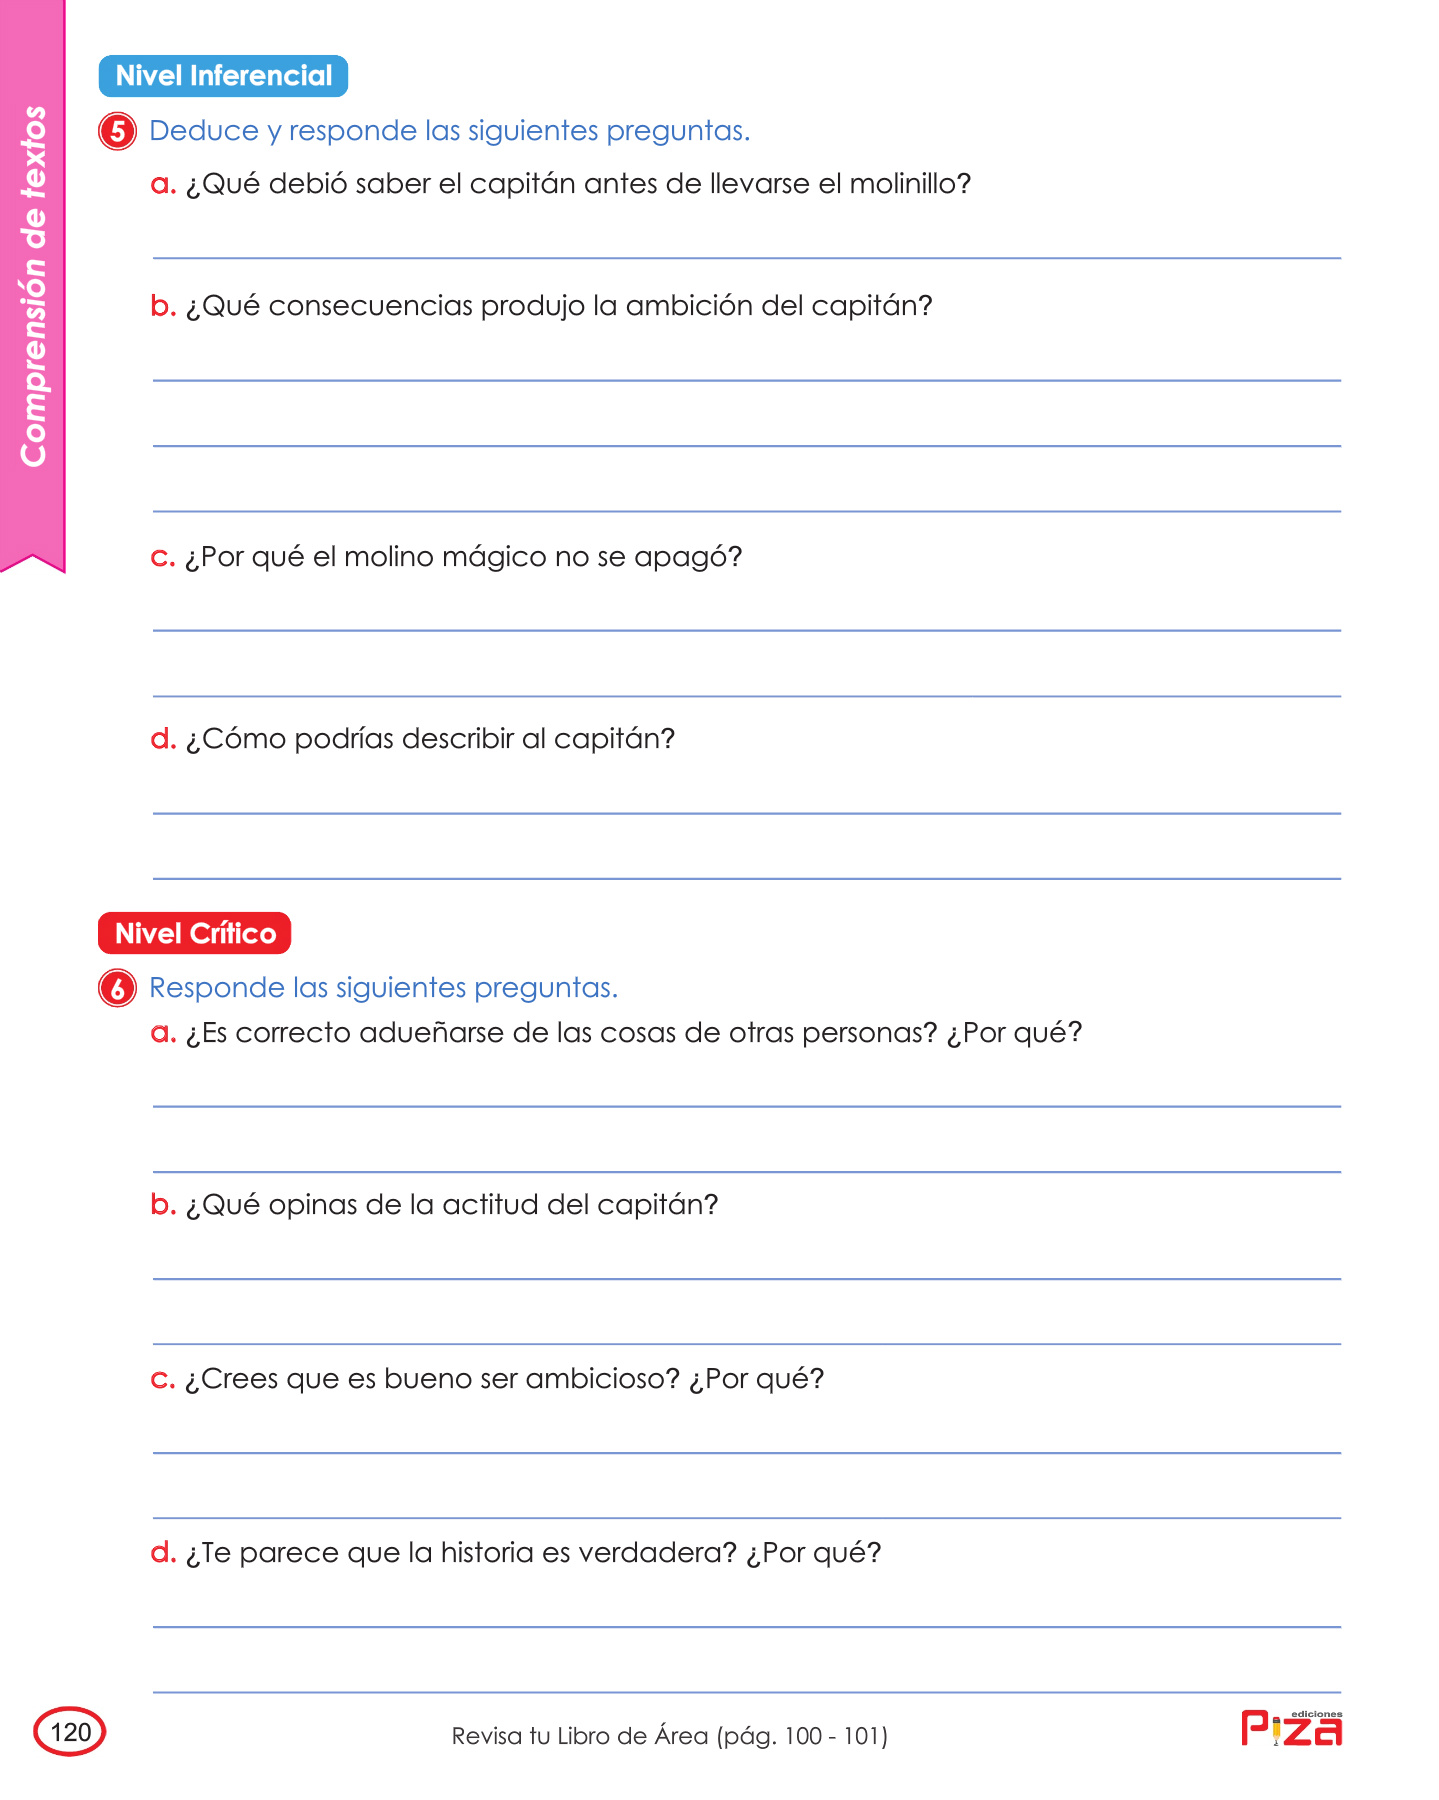 Comprensión de textos
Nivel Inferencial
5 Deduce y responde las siguientes preguntas.
a. ¿Qué debió saber el capitán antes de llevarse el molinillo?
b. ¿Qué consecuencias produjo la ambición del capitán?
c. ¿Por qué el molino mágico no se apagó?
d. ¿Cómo podrías describir al capitán?
Nivel Crítico
6 Responde las siguientes preguntas.
a. ¿Es correcto adueñarse de las cosas de otras personas? ¿Por qué?
b. ¿Qué opinas de la actitud del capitán?
c. ¿Crees que es bueno ser ambicioso? ¿Por qué?
d. ¿Te parece que la historia es verdadera? ¿Por qué?
120
Revisa tu Libro de Área (pág. 100 - 101)
ediciones
Piza